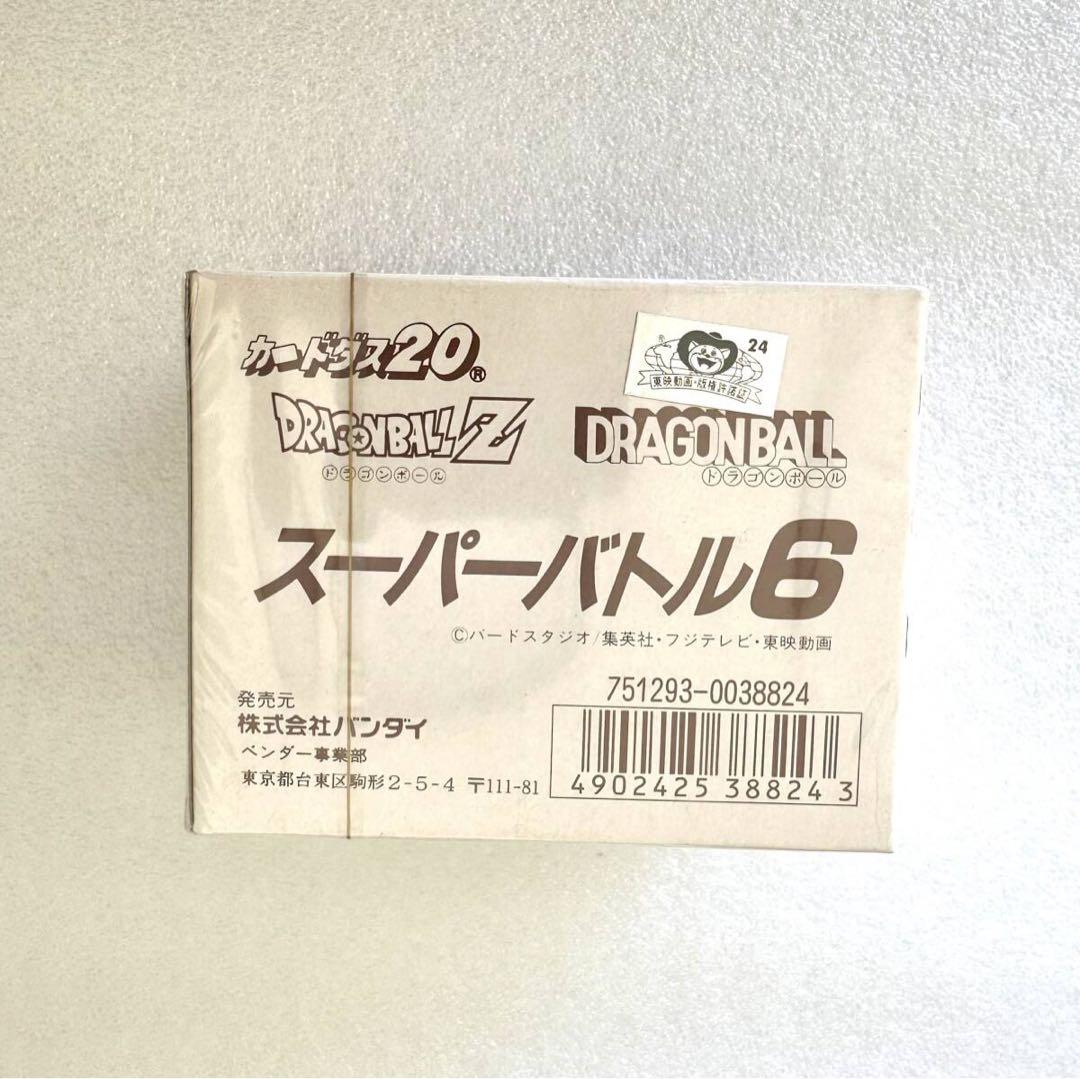 カードダス20®
24
®
東映動画・版権許諾証
DRAGONBALL Z
ドラゴンボール
DRAGONBALL
ドラゴンボール
スーパーバトル6
©バードスタジオ/集英社・フジテレビ・東映動画
751293-0038824
発売元
株式会社バンダイ
ベンダー事業部
東京都台東区駒形2-5-4 〒111-81
4902425 388243